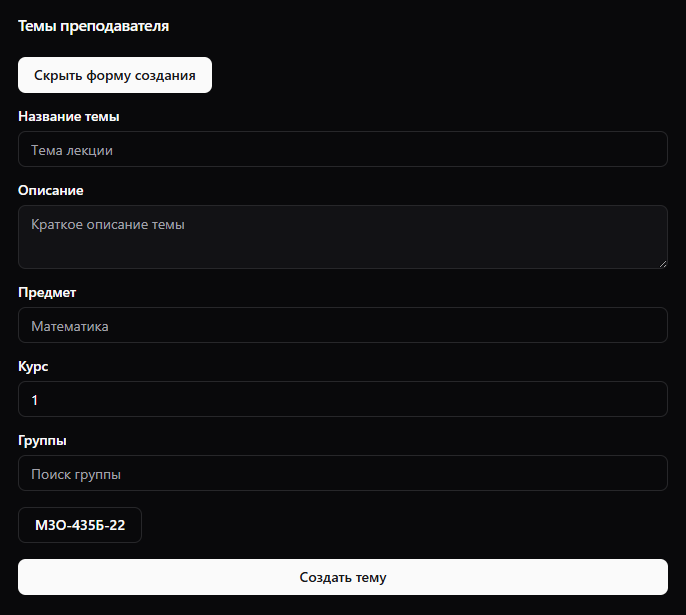 Темы преподавателя
Скрыть форму создания
Название темы
Тема лекции
Описание
Краткое описание темы
Предмет
Математика
Курс
1
Группы
Поиск группы
М3О-435Б-22
Создать тему